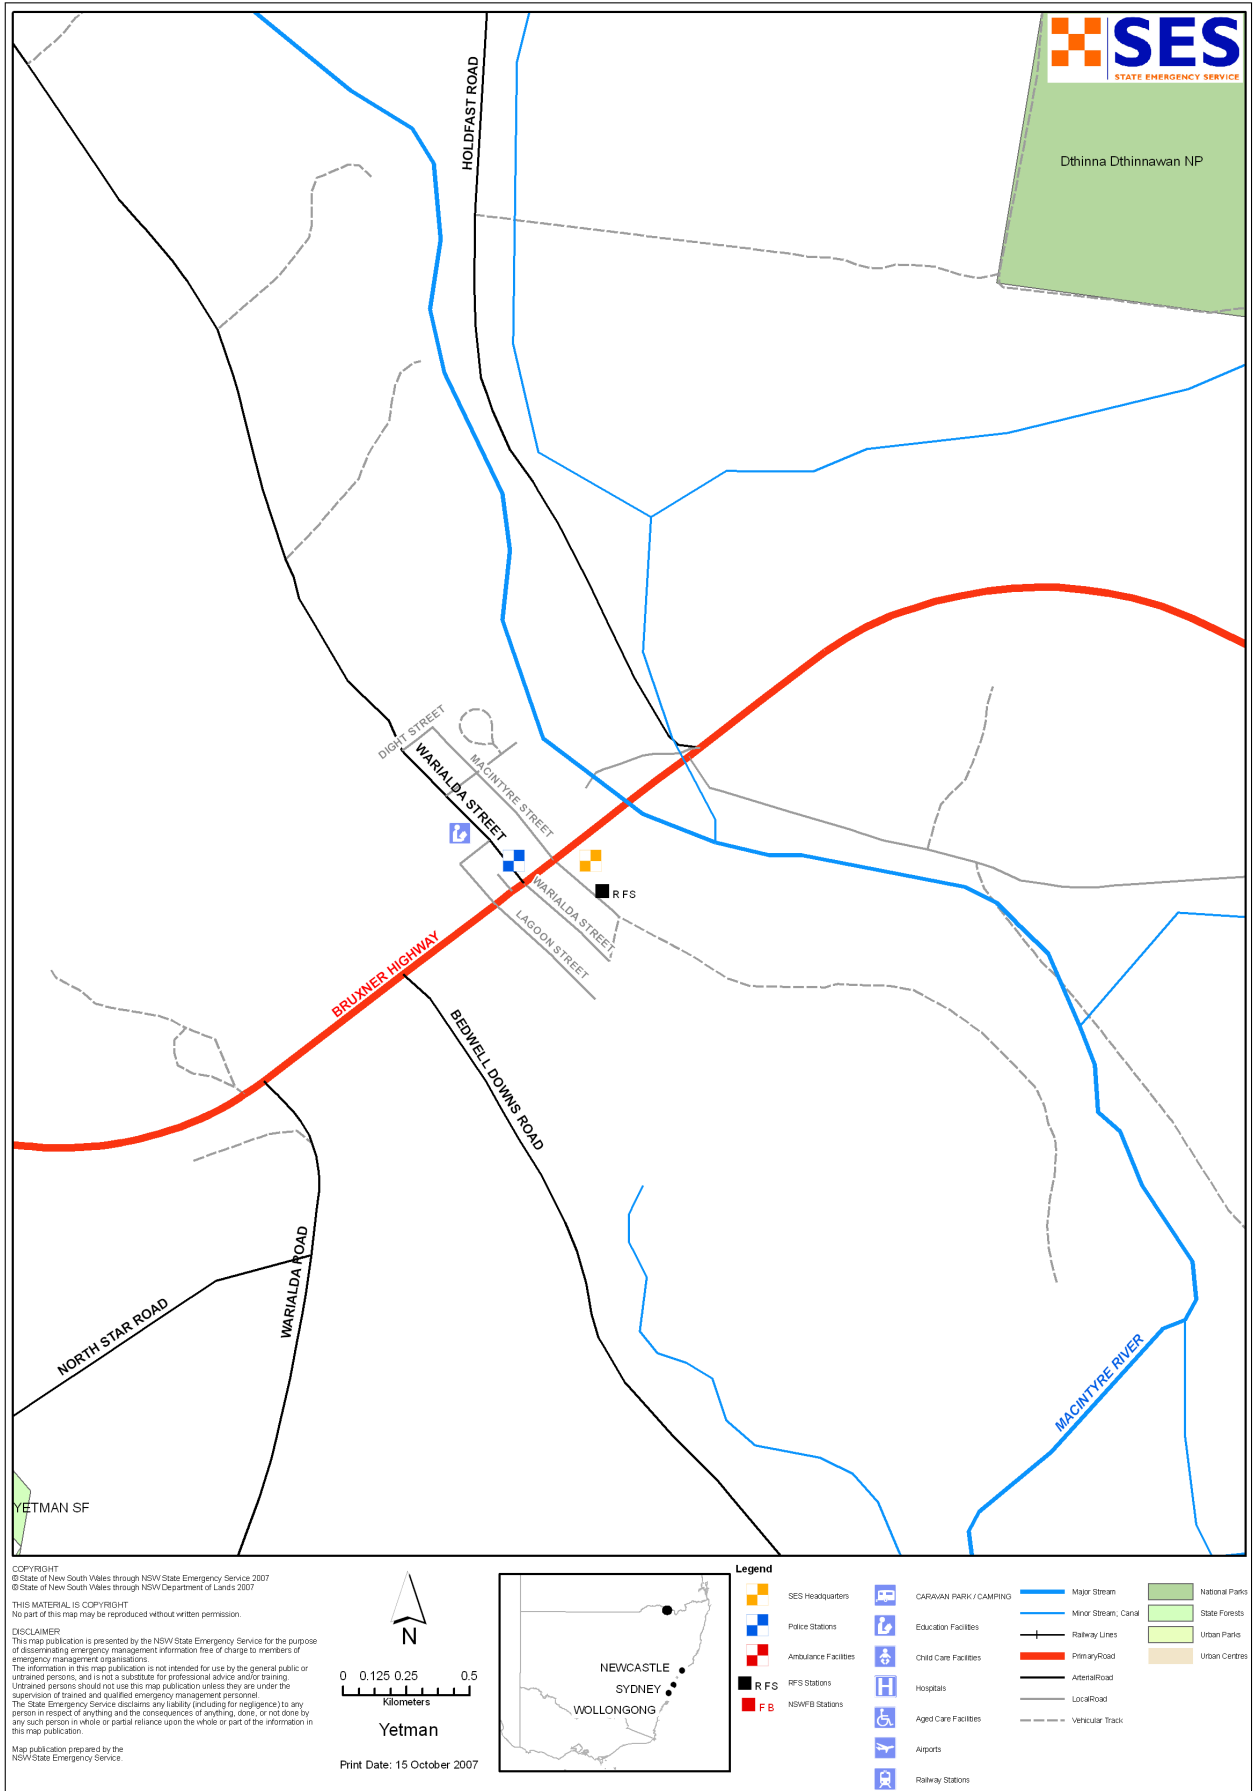 SES
STATE EMERGENCY SERVICE
HOLDFAST ROAD
Dthinna Dthinnawan NP
DIGHT STREET
WARIALDA STREET
MACINTYRE STREET
R F S
WARIALDA STREET
LAGOON STREET
BRUXNER HIGHWAY
BEDWELL DOWNS ROAD
WARIALDA ROAD
NORTH STAR ROAD
MACINTYRE RIVER
YETMAN SF
COPYRIGHT
© State of New South Wales through NSW State Emergency Service 2007
© State of New South Wales through NSW Department of Lands 2007
THIS MATERIAL IS COPYRIGHT
No part of this map may be reproduced without written permission.
DISCLAIMER
This map publication is presented by the NSW State Emergency Service for the purpose
of disseminating emergency management information free of charge to members of
emergency management organisations.
The information in this map publication is not intended for use by the general public or
untrained persons, and is not a substitute for professional advice and/or training.
Untrained persons should not use this map publication unless they are under the
supervision of trained and qualified emergency management personnel.
The State Emergency Service disclaims any liability (including for negligence) to any
person in respect of anything and the consequences of anything, done, or not done by
any such person in whole or partial reliance upon the whole or part of the information in
this map publication.
Map publication prepared by the
NSW State Emergency Service.
N
0 0.125 0.25 0.5
Kilometers
Yetman
Print Date: 15 October 2007
NEWCASTLE
SYDNEY
WOLLONGONG
Legend
SES Headquarters
Police Stations
Ambulance Facilities
R F S RFS Stations
F B NSWFB Stations
CARAVAN PARK / CAMPING
Education Facilities
Child Care Facilities
H Hospitals
Aged Care Facilities
Airports
Railway Stations
Major Stream
Minor Stream; Canal
Railway Lines
PrimaryRoad
ArterialRoad
LocalRoad
Vehicular Track
National Parks
State Forests
Urban Parks
Urban Centres